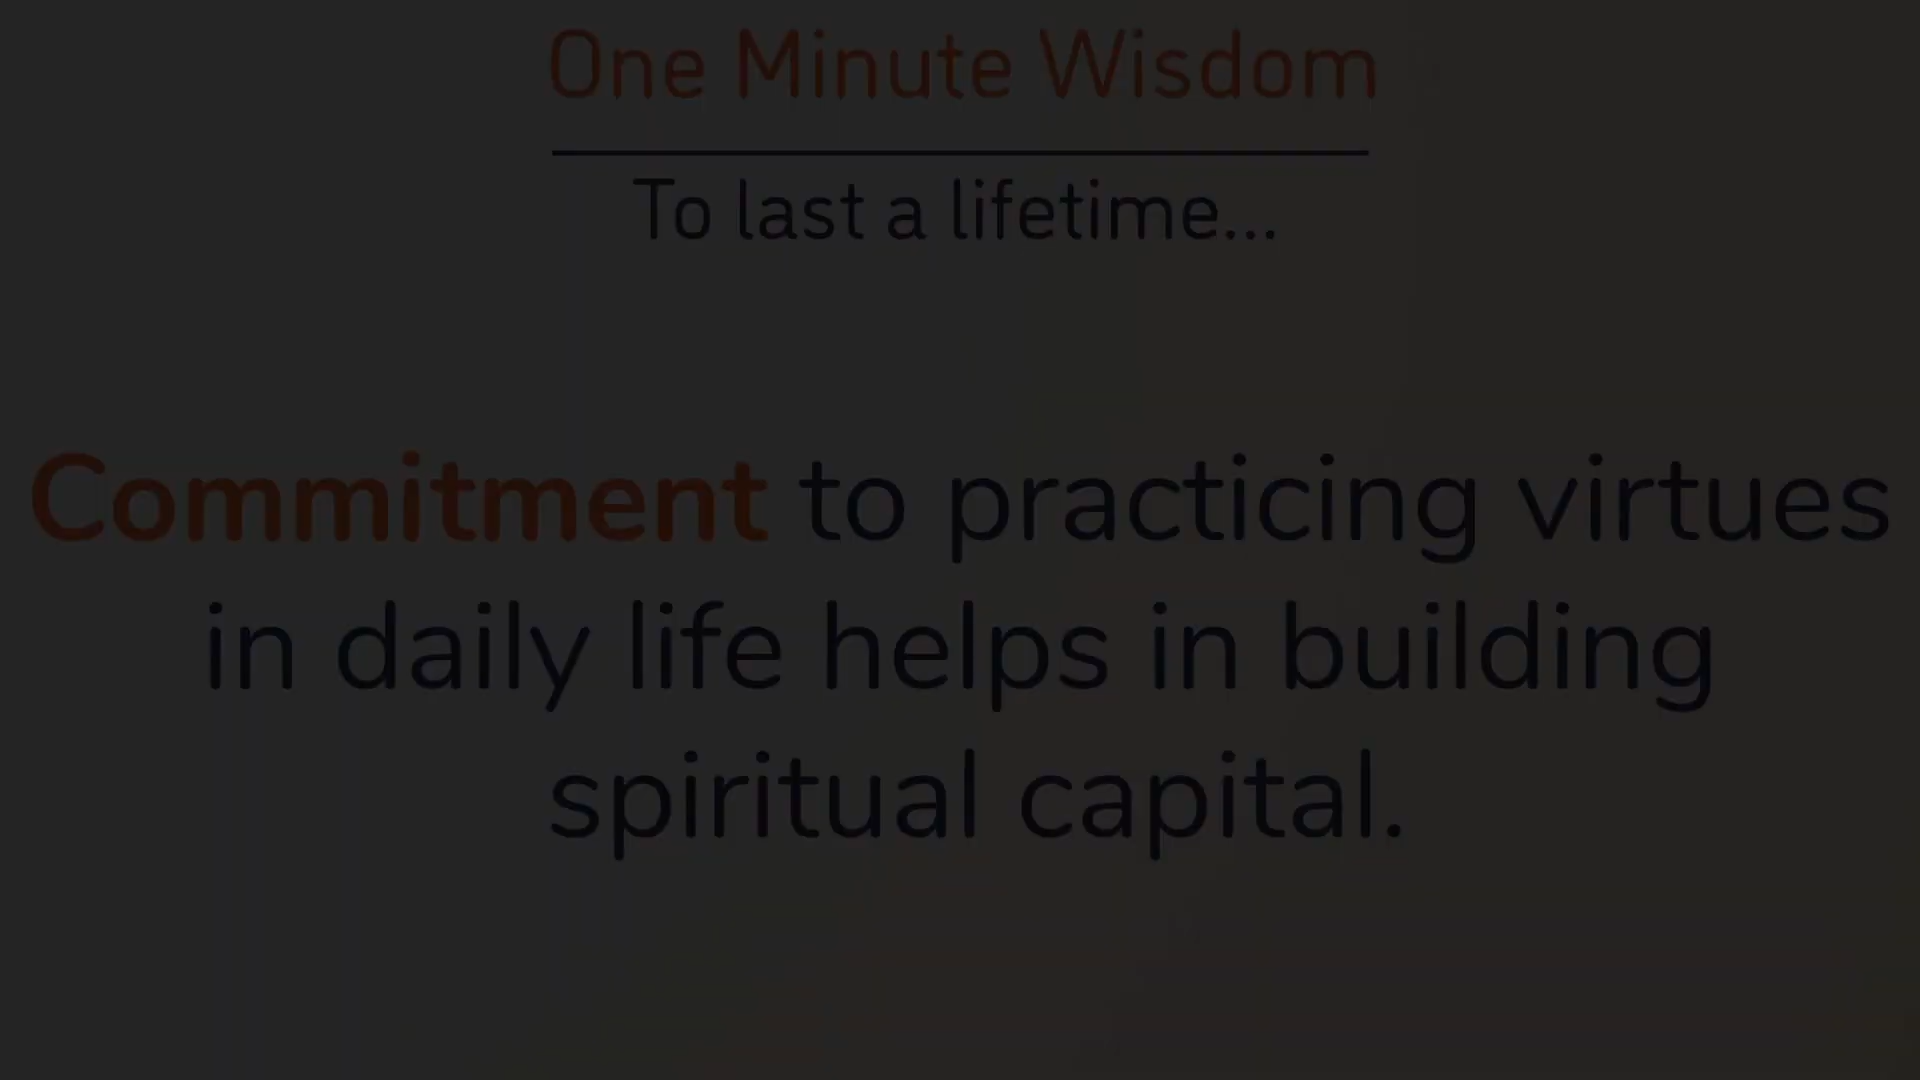 One Minute Wisdom
To last a lifetime...
Commitment to practicing virtues
in daily life helps in building
spiritual capital.